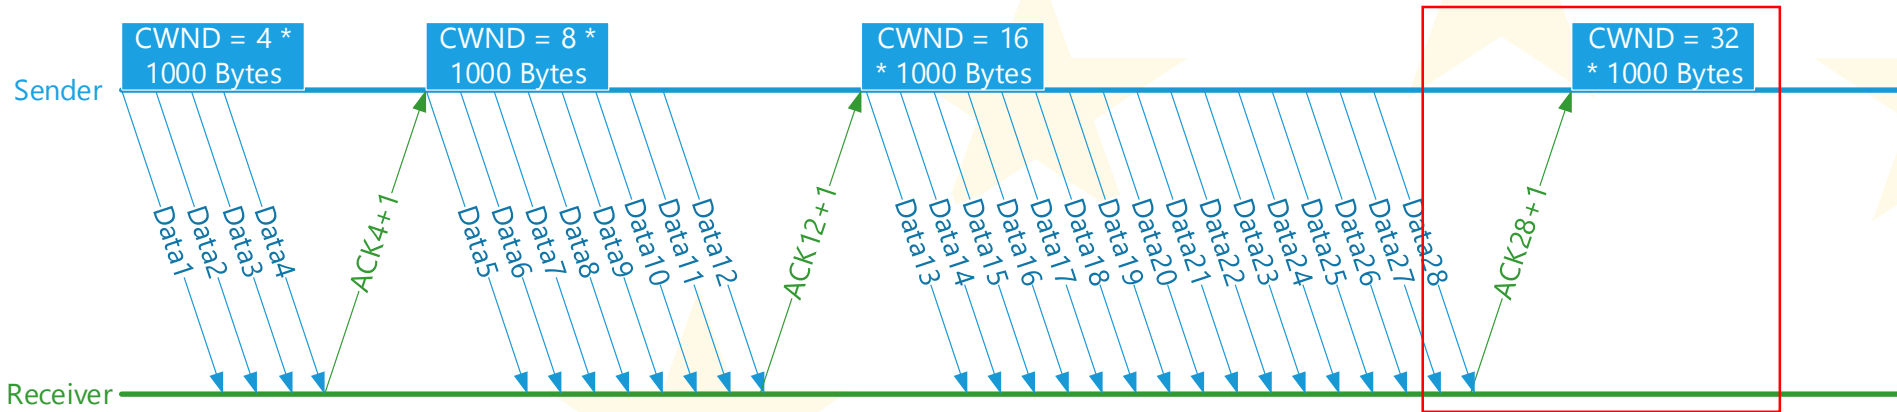 CWND = 4 *
1000 Bytes
CWND = 8 *
1000 Bytes
CWND = 16
* 1000 Bytes
CWND = 32
* 1000 Bytes
Sender
Data1
Data2
Data3
Data4
ACK4+1
Data5
Data6
Data7
Data8
Data9
Data10
Data11
Data12
ACK12+1
Data13
Data14
Data15
Data16
Data17
Data18
Data19
Data20
Data21
Data22
Data23
Data24
Data25
Data26
Data27
Data28
ACK28+1
Receiver